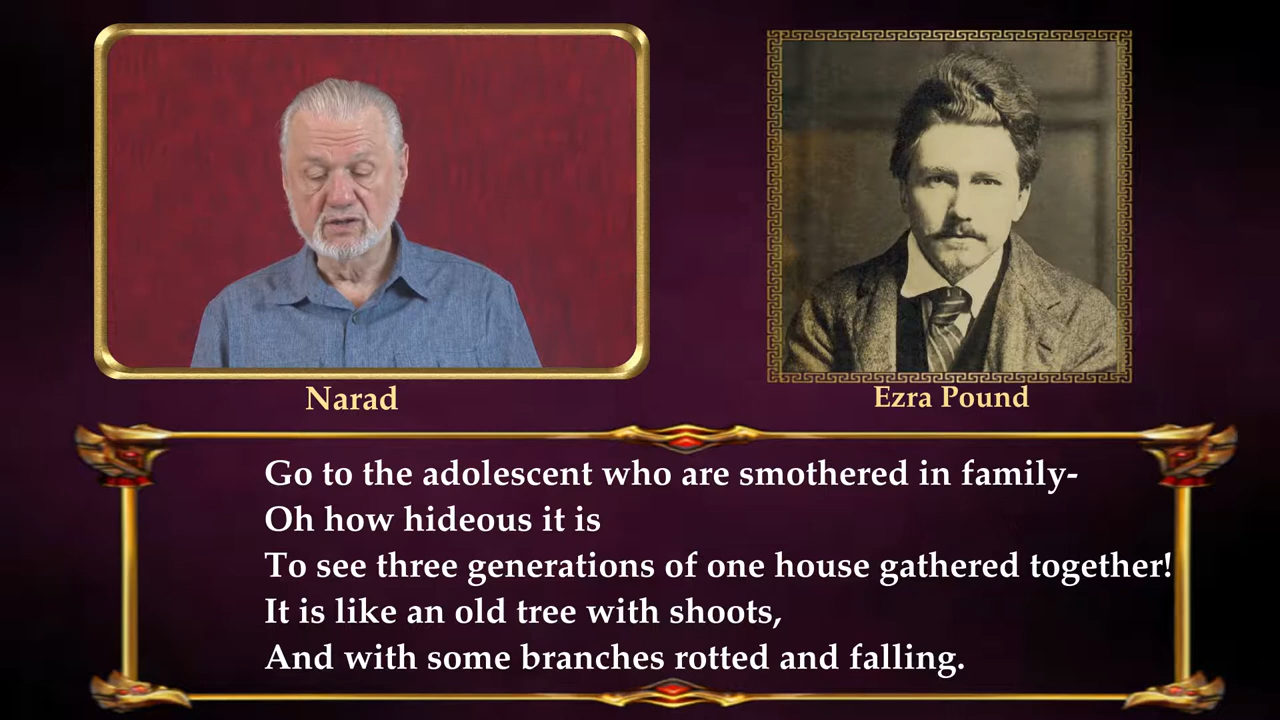 Narad
Ezra Pound
Go to the adolescent who are smothered in family-
Oh how hideous it is
To see three generations of one house gathered together!
It is like an old tree with shoots,
And with some branches rotted and falling.